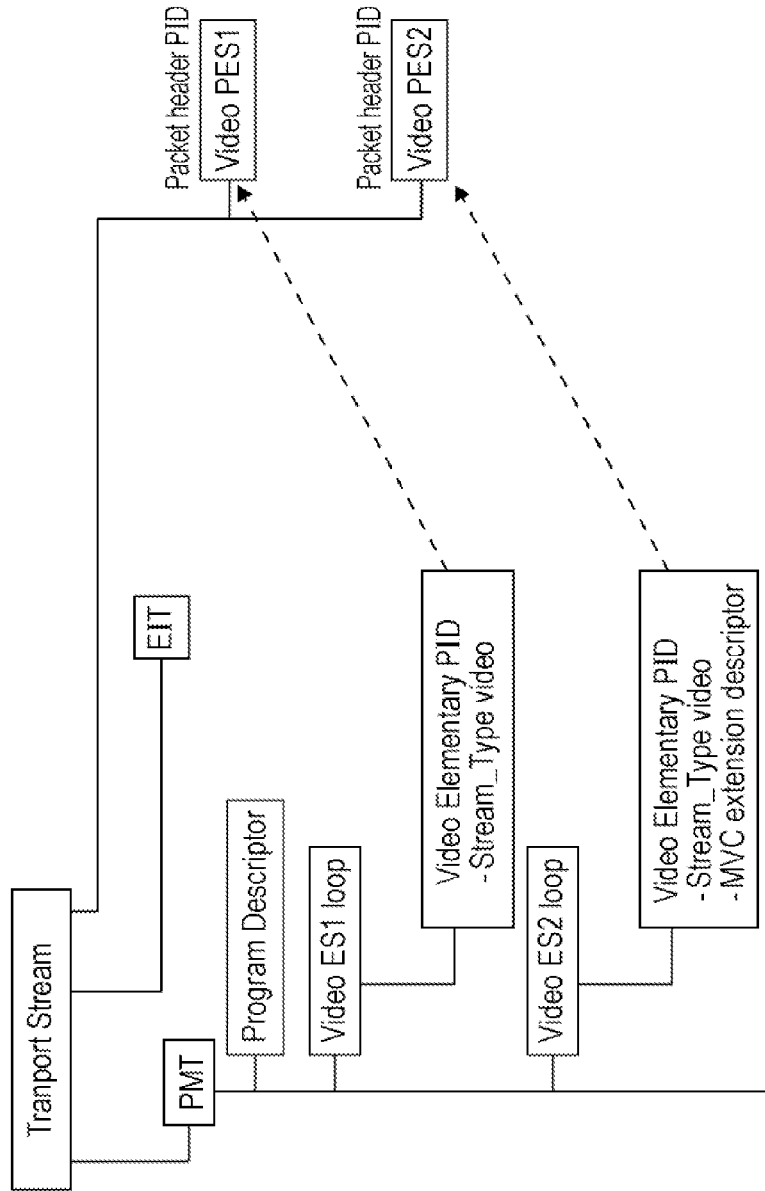 Tranport Stream
PMT
EIT
Program Descriptor
Video ES1 loop
Video Elementary PID
- Stream_Type video
Video ES2 loop
Video Elementary PID
- Stream_Type video
- MVC extension descriptor
Packet header PID
Video PES1
Packet header PID
Video PES2